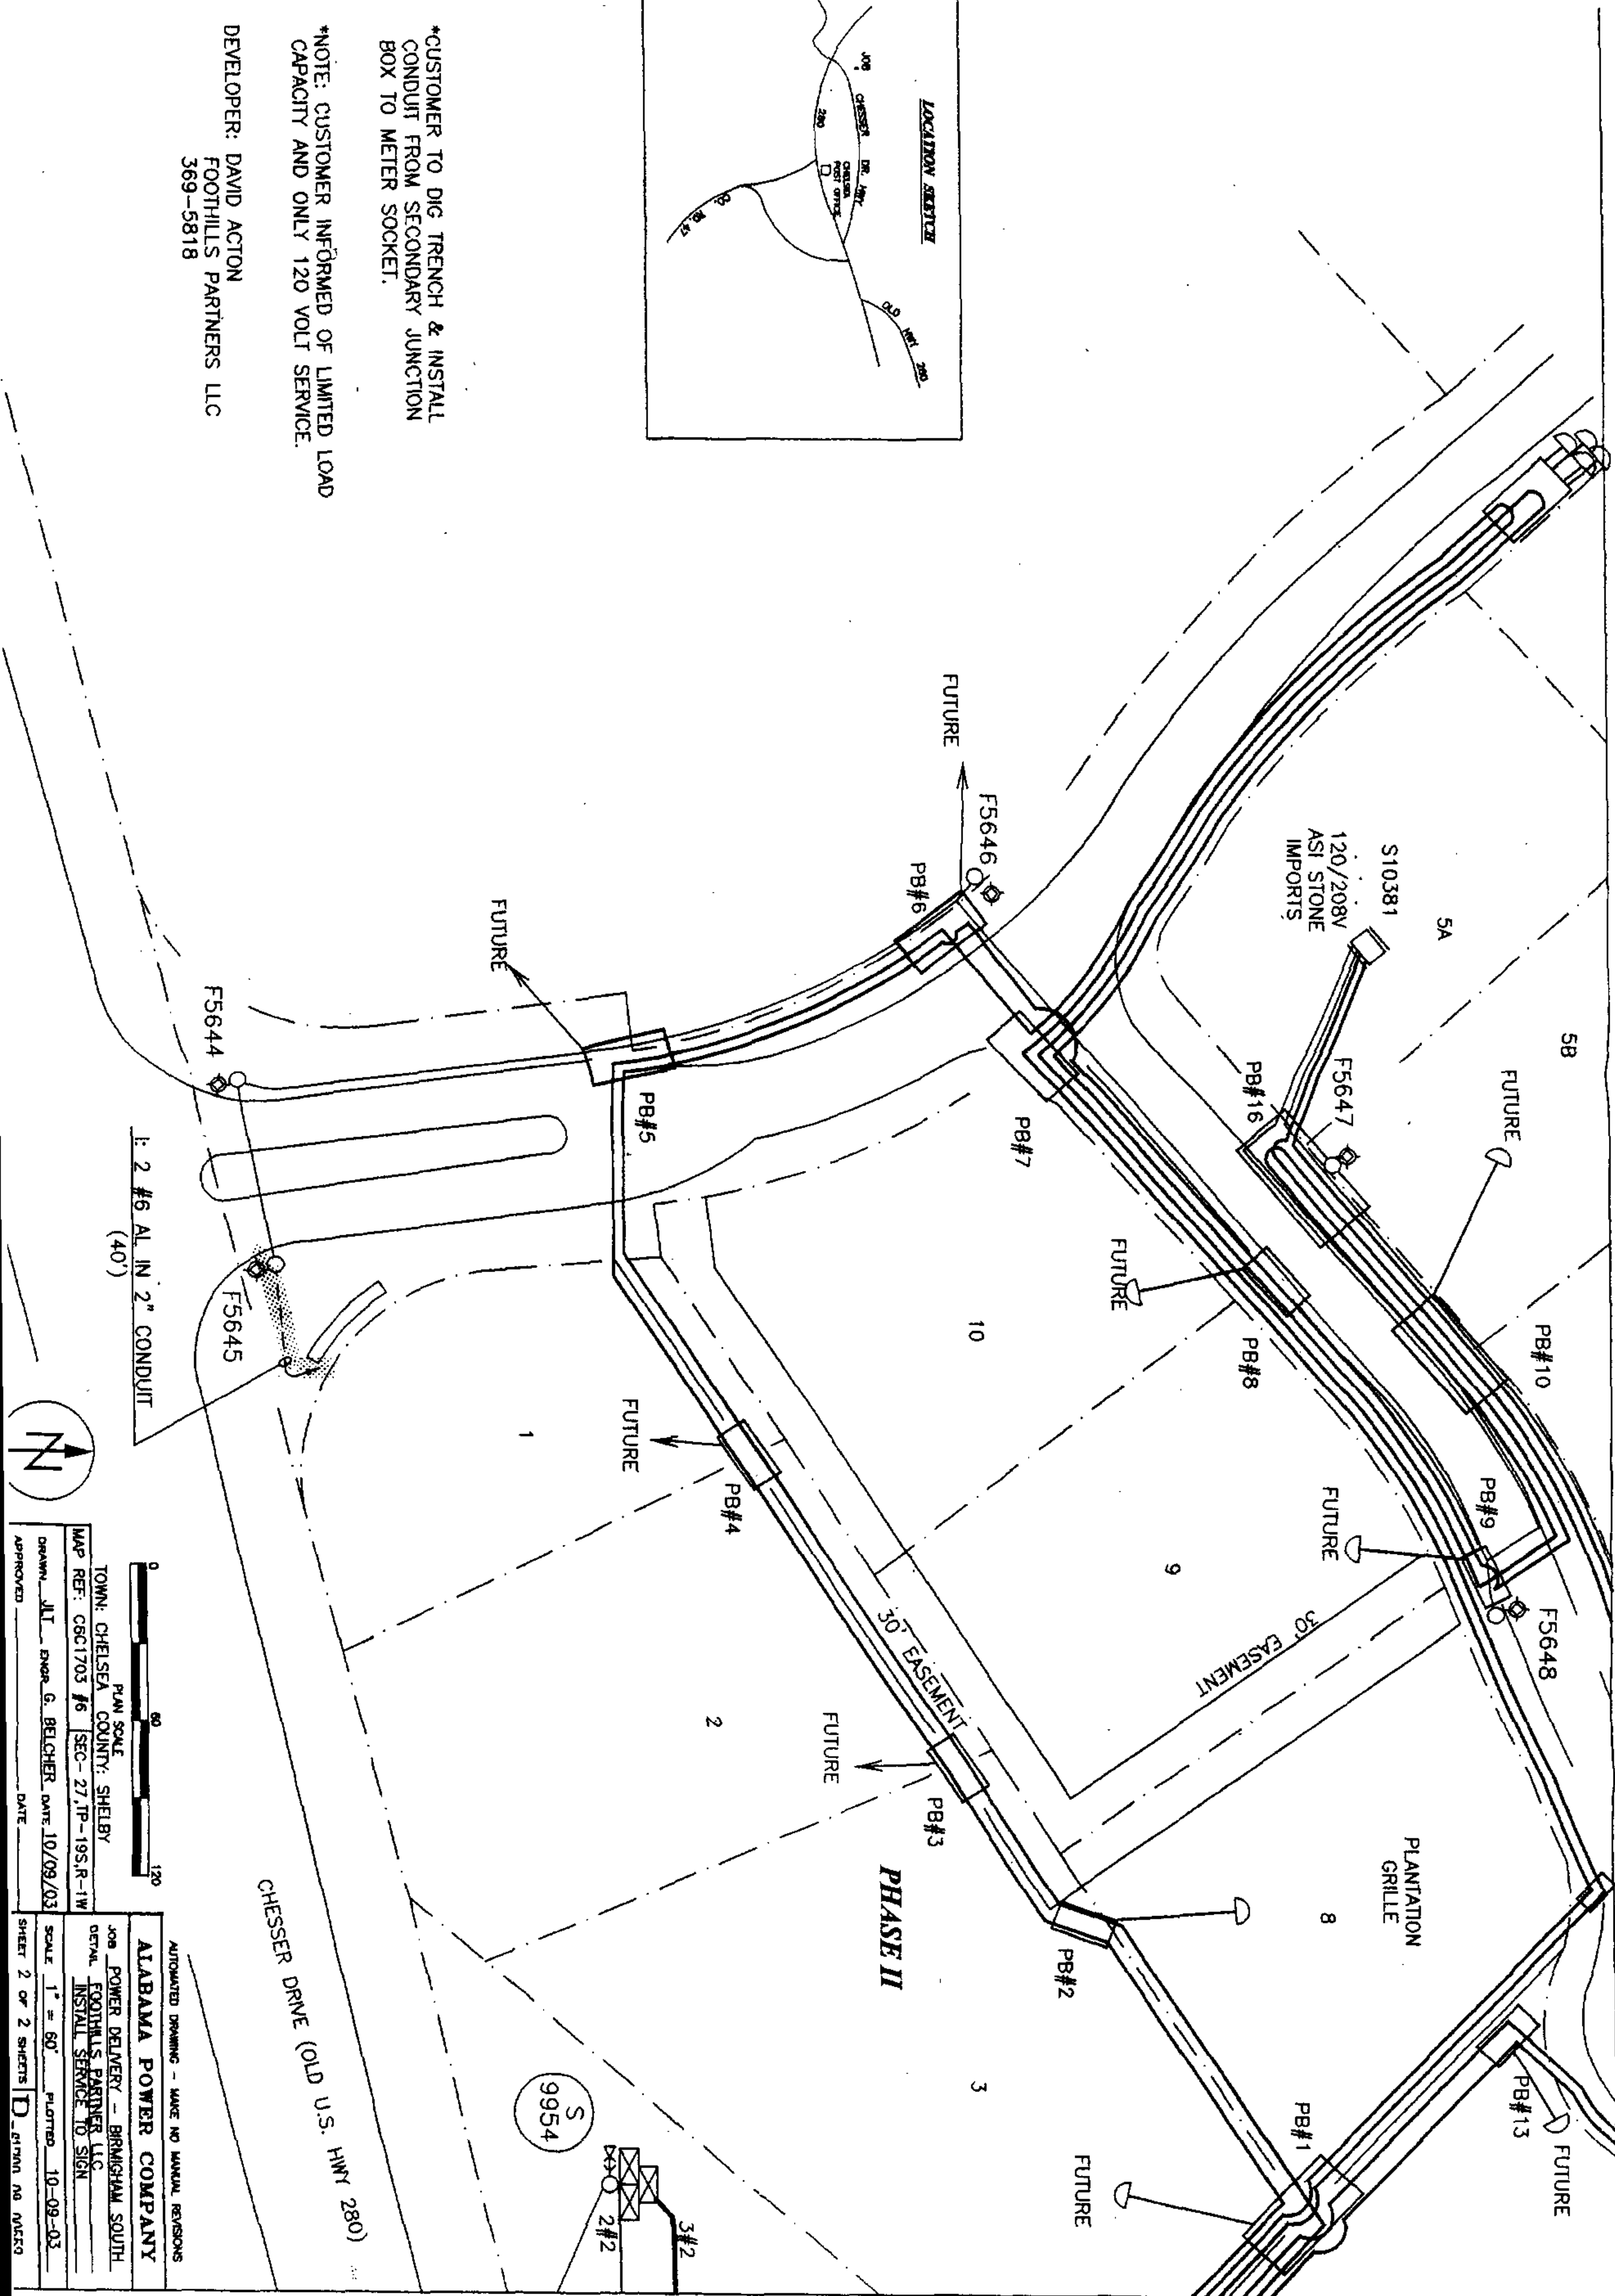 LOCATION SKETCH
JOB
CHESSER DR. HWY
280
CHELSEA
POST OFFICE
OLD HWY 280
*CUSTOMER TO DIG TRENCH & INSTALL
CONDUIT FROM SECONDARY JUNCTION
BOX TO METER SOCKET.
*NOTE: CUSTOMER INFORMED OF LIMITED LOAD
CAPACITY AND ONLY 120 VOLT SERVICE.
DEVELOPER: DAVID ACTON
FOOTHILLS PARTNERS LLC
369-5818
S10381
120/208V
ASI STONE
IMPORTS
5A
5B
FUTURE
F5646
PB#6
FUTURE
PB#7
PB#16
F5647
FUTURE
PB#10
FUTURE
PB#8
PB#5
F5644
F5645
I: 2 #6 AL IN 2" CONDUIT
(40')
10
9
1
FUTURE
PB#4
FUTURE
PB#9
F5648
30' EASEMENT
30' EASEMENT
2
FUTURE
PB#3
PHASE II
PLANTATION
GRILLE
8
PB#2
3
PB#13
FUTURE
PB#1
FUTURE
CHESSER DRIVE (OLD U.S. HWY 280)
S
9954
3#2
2#2
N
0
60
120
PLAN SCALE
TOWN: CHELSEA COUNTY: SHELBY
MAP REF: C6C1703 #6 SEC-27,TP-19S,R-1W
DRAWN JLT ENGR G. BELCHER DATE 10/09/03
APPROVED DATE
AUTOMATED DRAWING - MAKE NO MANUAL REVISIONS
ALABAMA POWER COMPANY
JOB POWER DELIVERY - BIRMIGHAM SOUTH
DETAIL FOOTHILLS PARTNER LLC
INSTALL SERVICE TO SIGN
SCALE 1" = 60' PLOTTED 10-09-03
SHEET 2 OF 2 SHEETS D